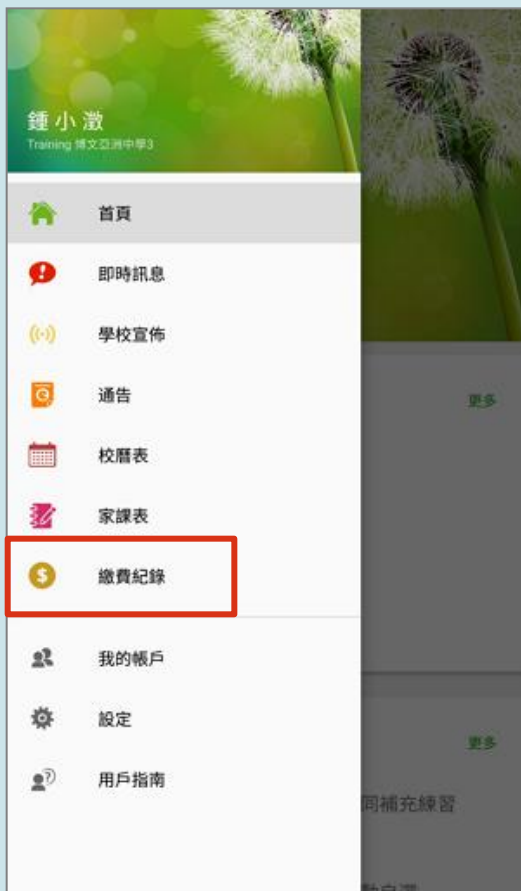 鍾小澂
Training 博文亞洲中學3
首頁
即時訊息
學校宣佈
通告
更多
校曆表
家課表
繳費紀錄
我的帳戶
設定
更多
用戶指南
同補充練習